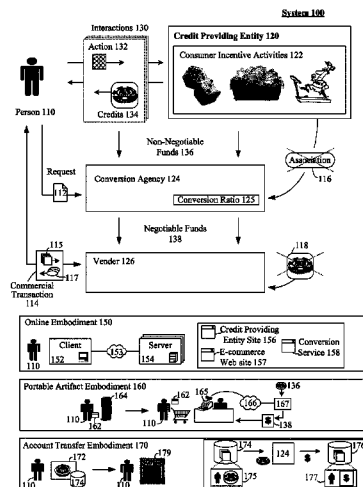 System 100
Interactions 130
Action 132
Credits 134
Credit Providing Entity 120
Consumer Incentive Activities 122
Person 110
Non-Negotiable
Funds 136
Association
116
Request
112
Conversion Agency 124
Conversion Ratio 125
Negotiable Funds
138
115
117
Commercial
Transaction
114
Vender 126
118
Online Embodiment 150
110
Client
152
153
Server
154
Credit Providing
Entity Site 156
E-commerce
Web site 157
Conversion
Service 158
Portable Artifact Embodiment 160
110
162
164
110
162
165
166
136
167
138
Account Transfer Embodiment 170
110
172
174
110
179
174
175
124
176
177